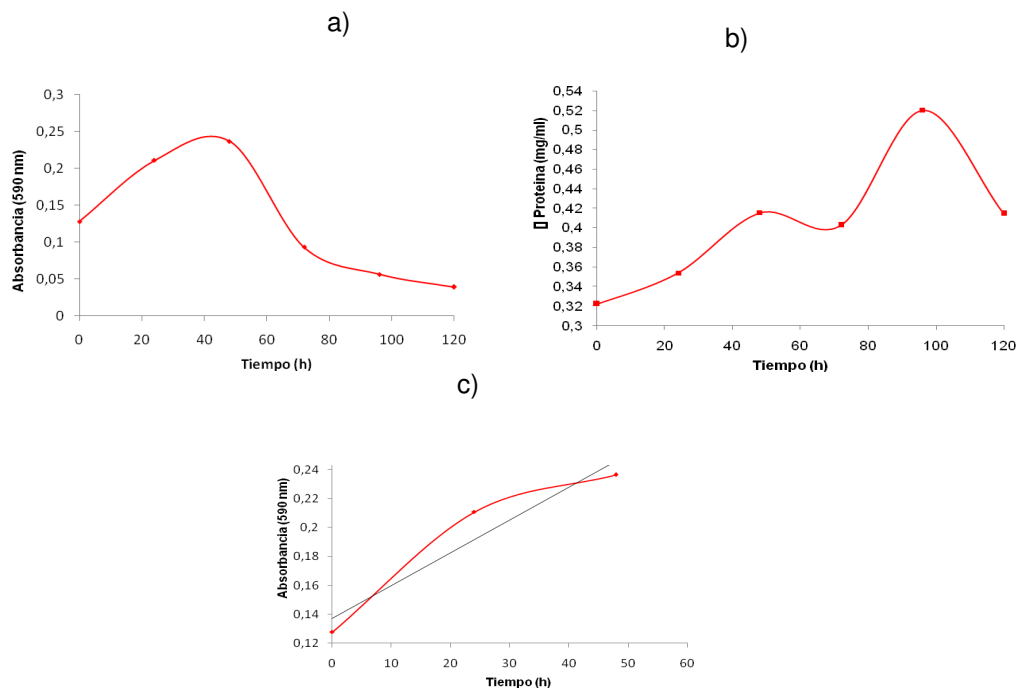 a)
Absorbancia (590 nm)
0,3
0,25
0,2
0,15
0,1
0,05
0
0 20 40 60 80 100 120
Tiempo (h)
b)
[] Proteina (mg/ml)
0,54
0,52
0,5
0,48
0,46
0,44
0,42
0,4
0,38
0,36
0,34
0,32
0,3
0 20 40 60 80 100 120
Tiempo (h)
c)
Absorbancia (590 nm)
0,24
0,22
0,2
0,18
0,16
0,14
0,12
0 10 20 30 40 50 60
Tiempo (h)